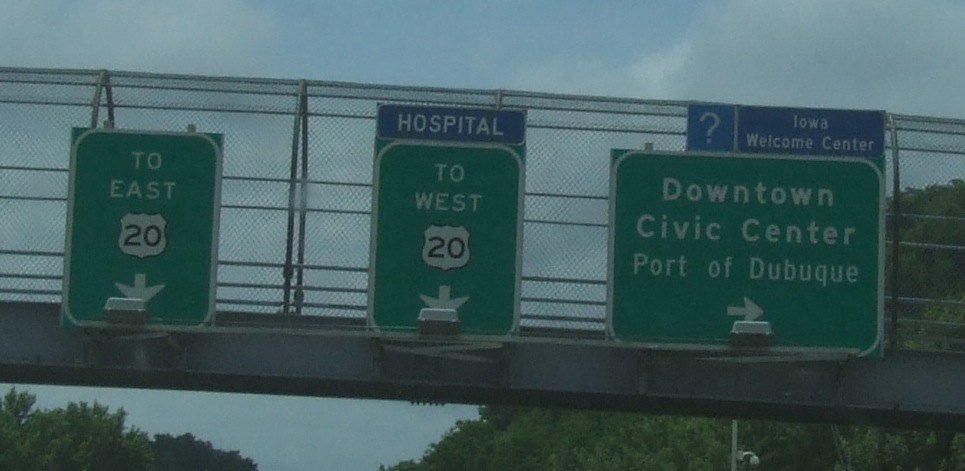 TO
EAST
20
HOSPITAL
TO
WEST
20
?
Iowa
Welcome Center
Downtown
Civic Center
Port of Dubuque